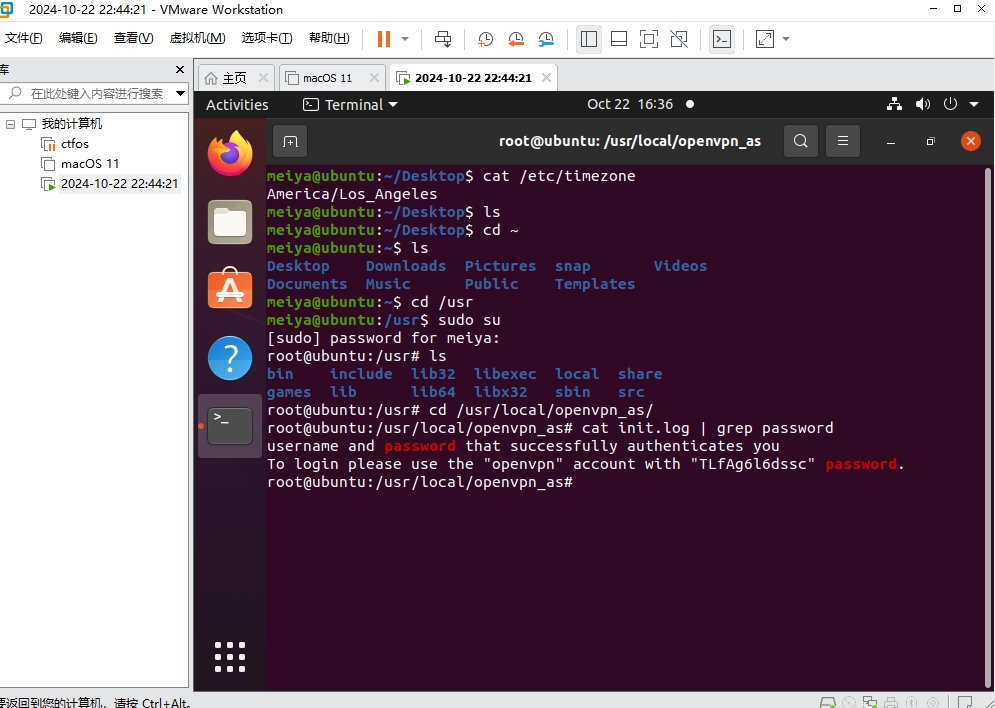 2024-10-22 22:44:21 - VMware Workstation
文件(F) 编辑(E) 查看(V) 虚拟机(M) 选项卡(T) 帮助(H)
库
主页 macOS 11 2024-10-22 22:44:21
在此处键入内容进行搜索
Activities Terminal Oct 22 16:36
我的计算机
ctfos
macOS 11
2024-10-22 22:44:21
root@ubuntu: /usr/local/openvpn_as
meiya@ubuntu:~/Desktop$ cat /etc/timezone
America/Los_Angeles
meiya@ubuntu:~/Desktop$ ls
meiya@ubuntu:~/Desktop$ cd ~
meiya@ubuntu:~$ ls
Desktop Downloads Pictures snap Videos
Documents Music Public Templates
meiya@ubuntu:~$ cd /usr
meiya@ubuntu:/usr$ sudo su
[sudo] password for meiya:
root@ubuntu:/usr# ls
bin include lib32 libexec local share
games lib lib64 libx32 sbin src
root@ubuntu:/usr# cd /usr/local/openvpn_as/
root@ubuntu:/usr/local/openvpn_as# cat init.log | grep password
username and password that successfully authenticates you
To login please use the "openvpn" account with "TLfAg6l6dssc" password.
root@ubuntu:/usr/local/openvpn_as#
要返回到您的计算机，请按 Ctrl+Alt。